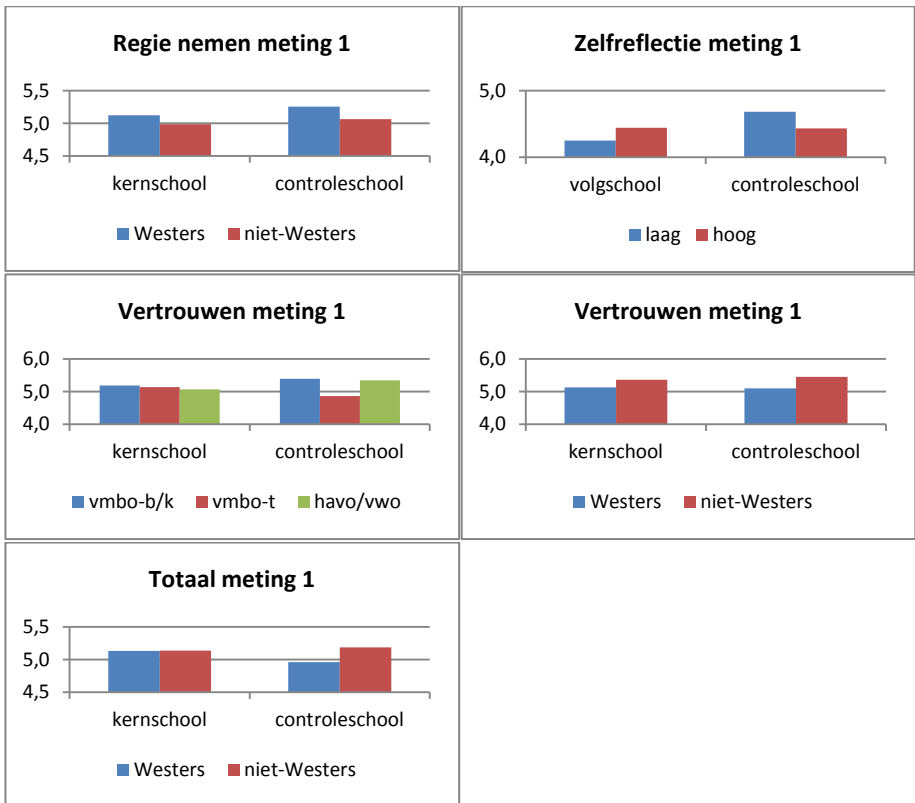 Regie nemen meting 1
5,5
5,0
4,5
kernschool controleschool
Westers niet-Westers
Zelfreflectie meting 1
5,0
4,0
volgschool controleschool
laag hoog
Vertrouwen meting 1
6,0
5,0
4,0
kernschool controleschool
vmbo-b/k vmbo-t havo/vwo
Vertrouwen meting 1
6,0
5,0
4,0
kernschool controleschool
Westers niet-Westers
Totaal meting 1
5,5
5,0
4,5
kernschool controleschool
Westers niet-Westers